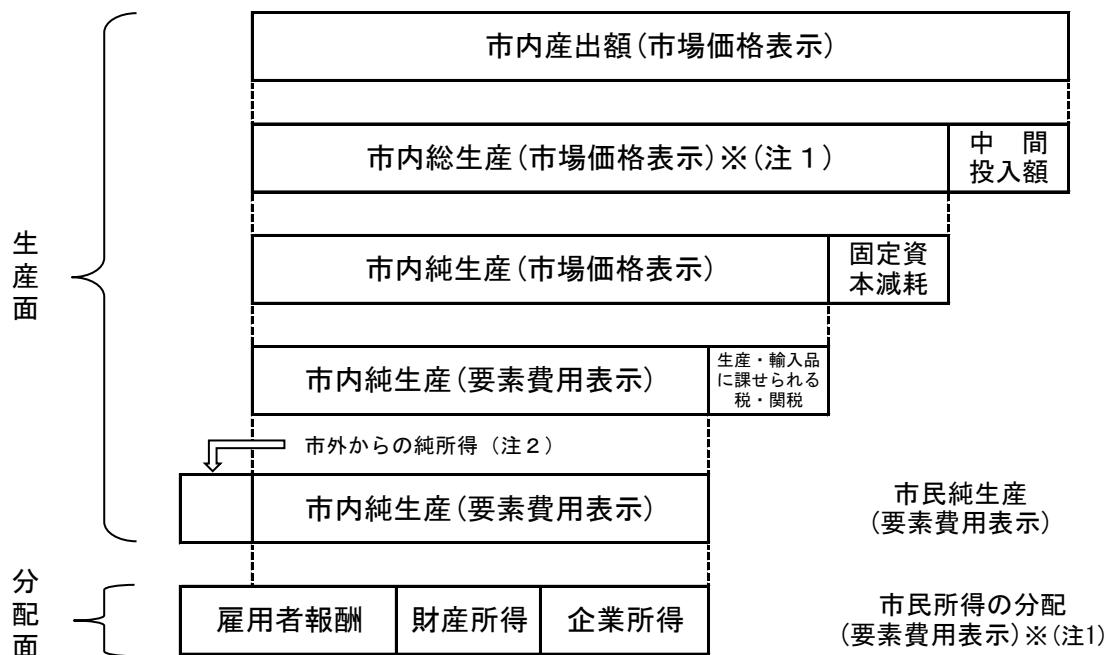 市内産出額(市場価格表示)
市内総生産(市場価格表示)※(注１)
中　間
投入額
生
産
面
市内純生産(市場価格表示)
固定資
本減耗
市内純生産(要素費用表示)
生産・輸入品
に課せられる
税・関税
市外からの純所得（注２）
市内純生産(要素費用表示)
市民純生産
(要素費用表示)
分
配
面
雇用者報酬
財産所得
企業所得
市民所得の分配
(要素費用表示)※(注1)